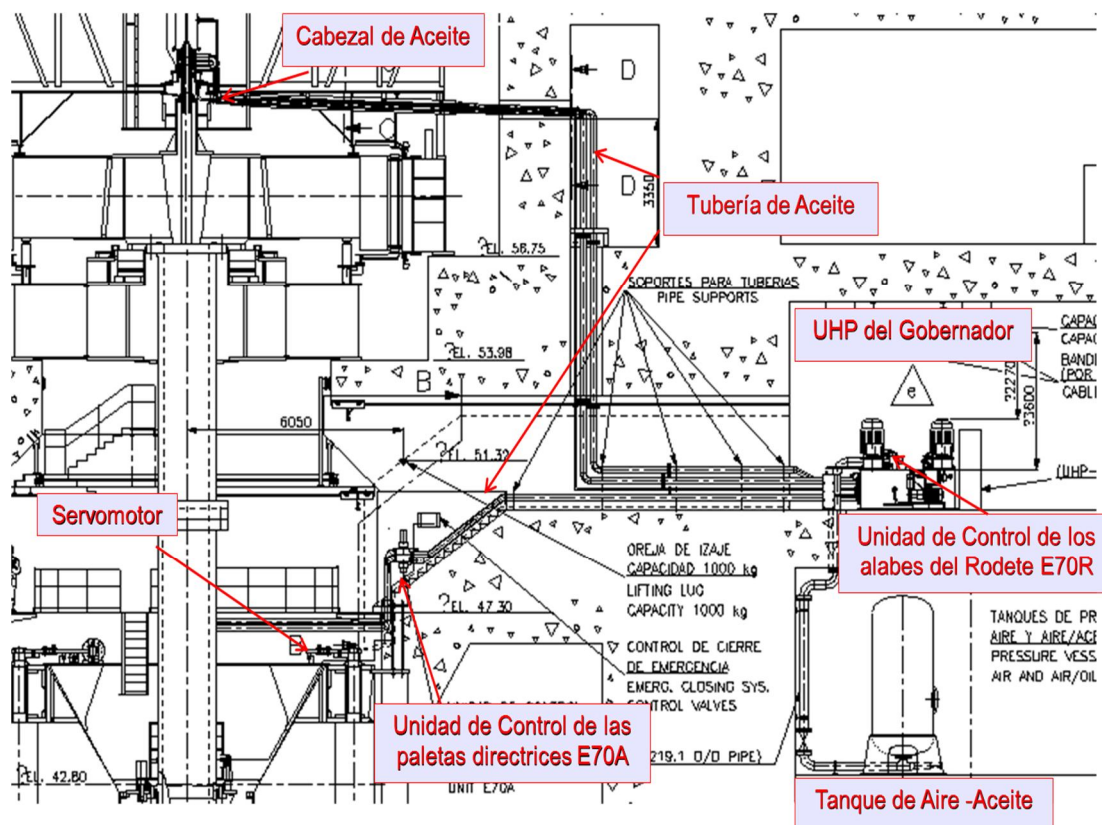 Cabezal de Aceite
D
C
D
3350
Tubería de Aceite
EL. 56.75
SOPORTES PARA TUBERIAS
PIPE SUPPORTS
UHP del Gobernador
CAPAC
CAPAC
BANDE
(POR
CABLE
EL. 53.98
B
e
?2270
?3600
6050
EL. 51.32
(UHP-
Servomotor
Unidad de Control de los
alabes del Rodete E70R
OREJA DE IZAJE
CAPACIDAD 1000 kg
LIFTING LUG
CAPACITY 1000 kg
?EL. 47.30
TANQUES DE PR
AIRE Y AIRE/ACE
PRESSURE VESS
AIR AND AIR/OIL
CONTROL DE CIERRE
DE EMERGENCIA
EMERG. CLOSING SYS.
CONTROL VALVES
Unidad de Control de las
paletas directrices E70A
219.1 O/D PIPE}
?EL. 42.80
UNIT E70A
Tanque de Aire -Aceite